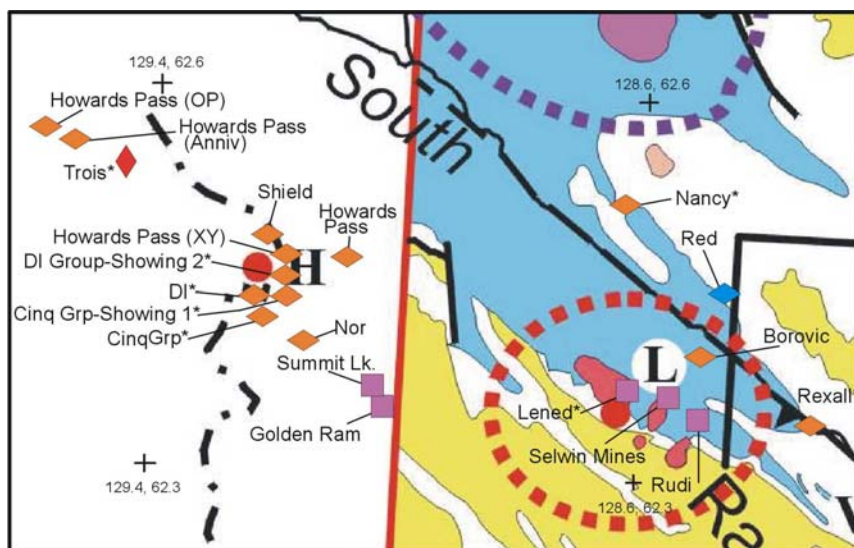 129.4, 62.6
Howards Pass (OP)
Howards Pass
(Anniv)
Trois*
South
128.6, 62.6
Shield
Howards
Pass
Nancy*
Howards Pass (XY)
DI Group-Showing 2*
H
Red
DI*
Cinq Grp-Showing 1*
CinqGrp*
Nor
Borovic
Summit Lk.
L
Rexall
Lened*
Golden Ram
Selwin Mines
129.4, 62.3
Rudi
128.6, 62.3
Ra